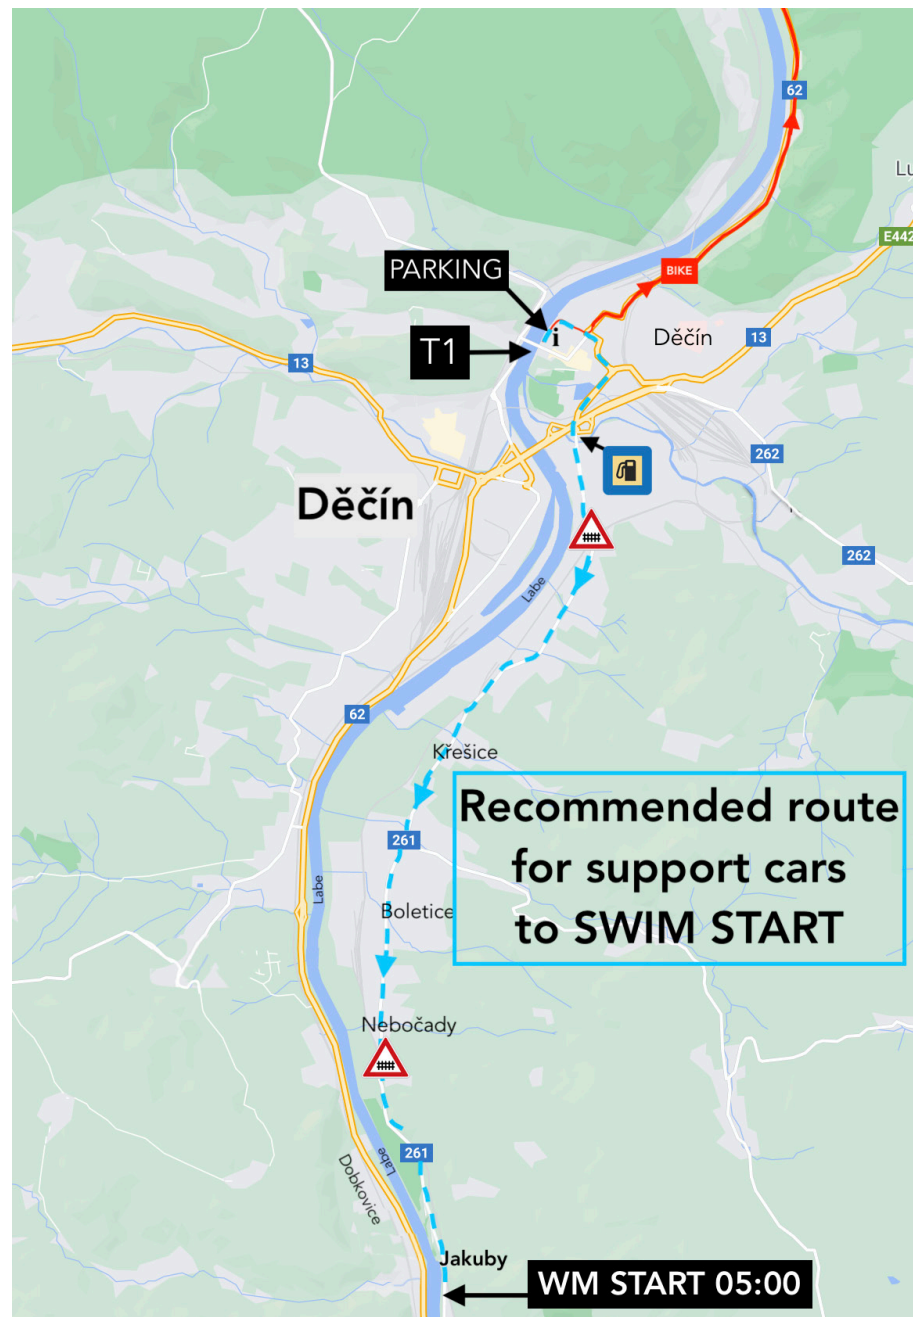 62
Lu
E442
PARKING
BIKE
i
T1
Děčín
13
13
262
Děčín
262
Labe
62
Křešice
Recommended route
for support cars
to SWIM START
261
Labe
Boletice
Nebočady
261
Labe
Dobkovice
Jakuby
WM START 05:00